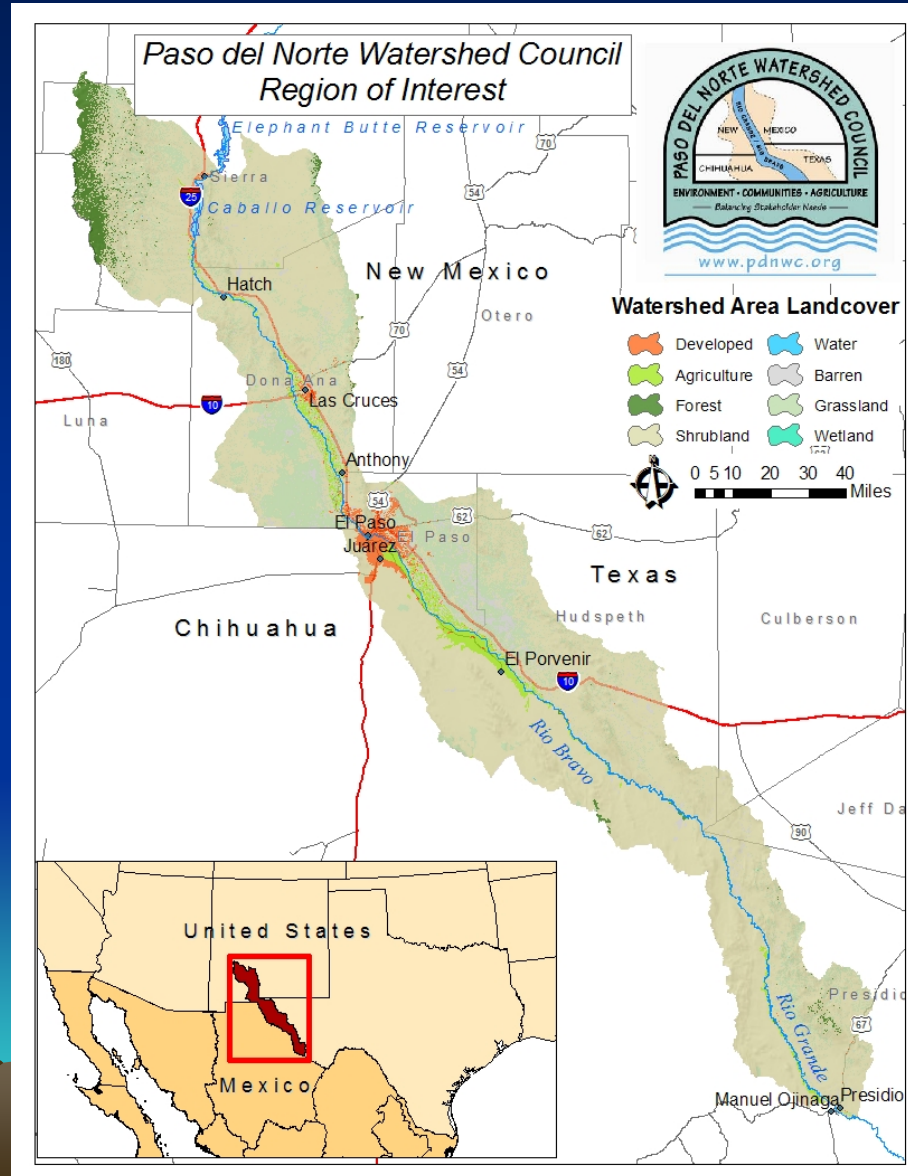 Paso del Norte Watershed Council
Region of Interest
PASO DEL NORTE WATERSHED COUNCIL
RIO GRANDE / RIO BRAVO
NEW MEXICO
CHIHUAHUA
TEXAS
ENVIRONMENT • COMMUNITIES • AGRICULTURE
Balancing Stakeholder Needs
www.pdnwc.org
Elephant Butte Reservoir
70
Sierra
54
25
Caballo Reservoir
New Mexico
Hatch
Otero
70
180
54
Dona Ana
Las Cruces
10
Luna
Anthony
54
El Paso
62
El Paso
62
Juarez
Watershed Area Landcover
Developed
Water
Agriculture
Barren
Forest
Grassland
Shrubland
Wetland
0 5 10 20 30 40
Miles
Texas
Chihuahua
Hudspeth
Culberson
El Porvenir
10
Rio Bravo
Jeff Da
90
United States
Mexico
Presidio
67
Rio Grande
Manuel Ojinaga
Presidio